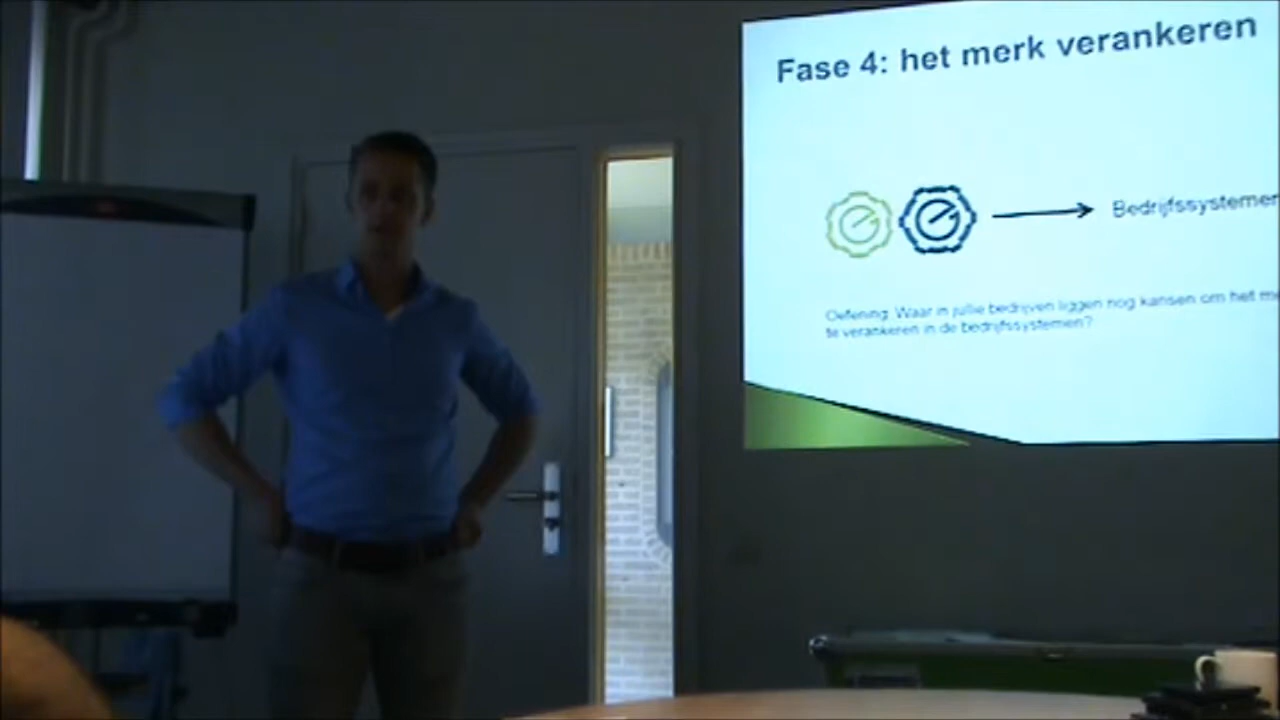 Fase 4: het merk verankeren
Bedrijfssystemen
Oefening: Waar in jullie bedrijven liggen nog kansen om het
te verankeren in de bedrijfssystemen?